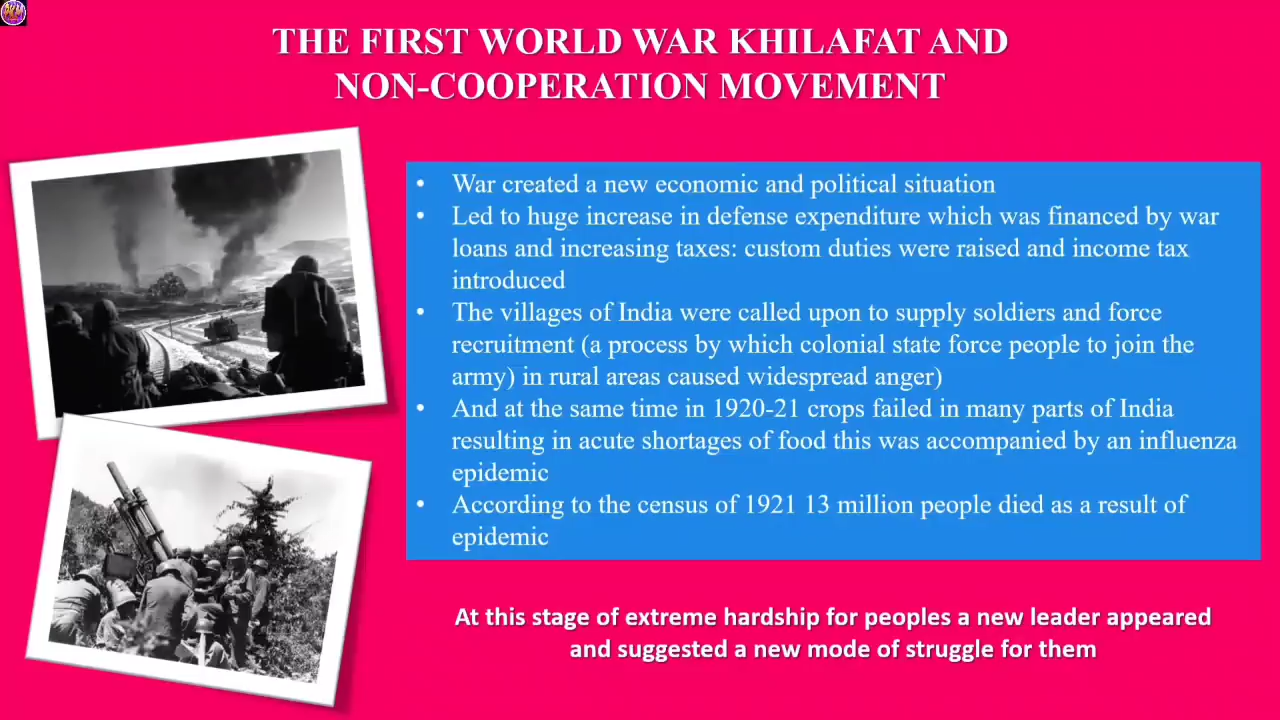 AKM
THE FIRST WORLD WAR KHILAFAT AND
NON-COOPERATION MOVEMENT
• War created a new economic and political situation
• Led to huge increase in defense expenditure which was financed by war
loans and increasing taxes: custom duties were raised and income tax
introduced
• The villages of India were called upon to supply soldiers and force
recruitment (a process by which colonial state force people to join the
army) in rural areas caused widespread anger)
• And at the same time in 1920-21 crops failed in many parts of India
resulting in acute shortages of food this was accompanied by an influenza
epidemic
• According to the census of 1921 13 million people died as a result of
epidemic
At this stage of extreme hardship for peoples a new leader appeared
and suggested a new mode of struggle for them